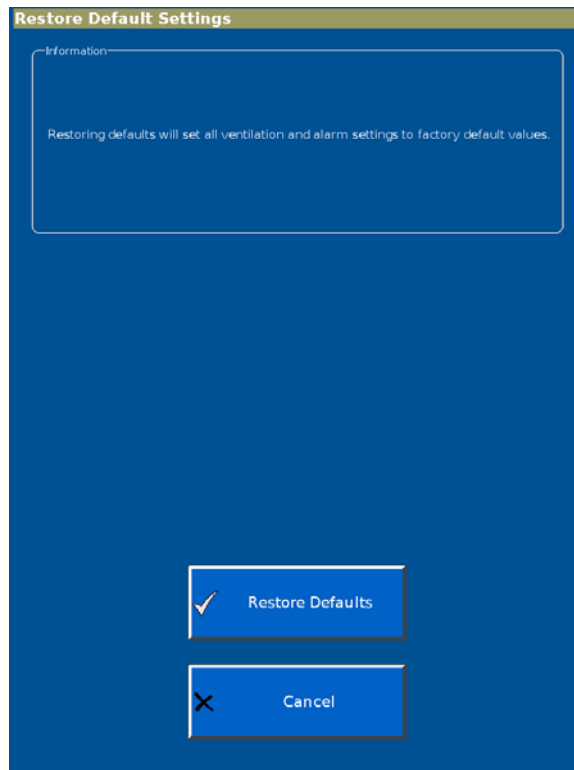 Restore Default Settings
Information
Restoring defaults will set all ventilation and alarm settings to factory default values.
Restore Defaults
Cancel